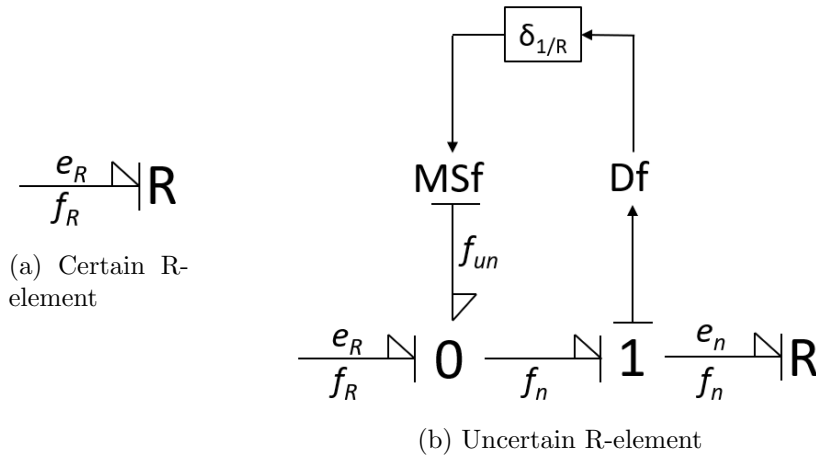 δ1/R
MSf
Df
eR
fR
R
fun
eR
fR
0
fn
1
en
fn
R
(a) Certain R-
element
(b) Uncertain R-element